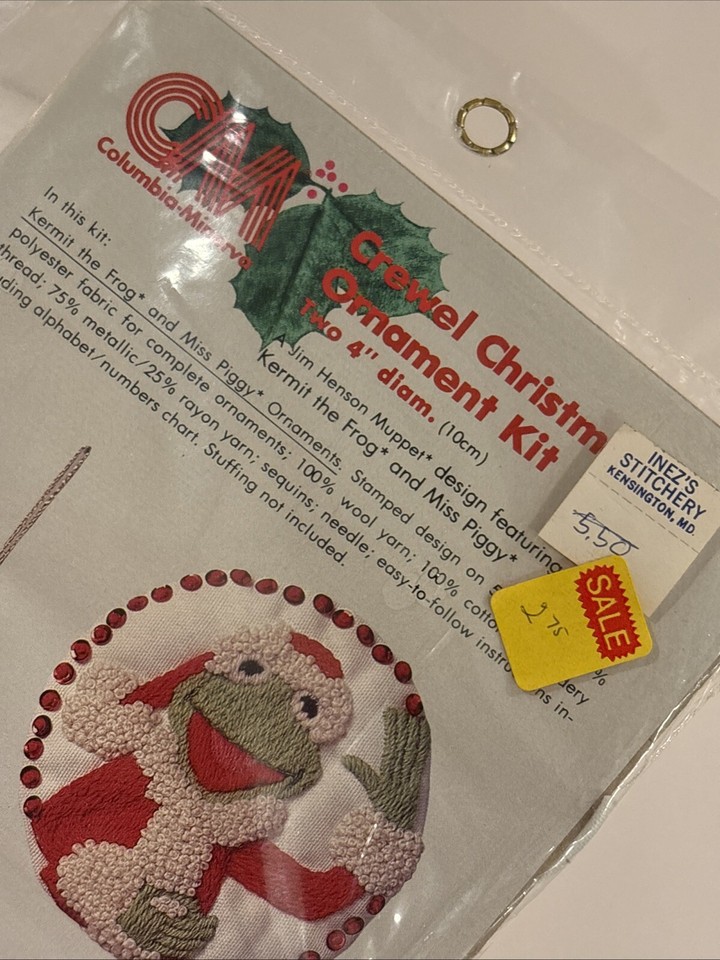 CM
Columbia-Minerva
Crewel Christm
Ornament Kit
Two 4" diam. (10cm)
A Jim Henson Muppet* design featuring
Kermit the Frog* and Miss Piggy*
In this kit:
Kermit the Frog* and Miss Piggy* Ornaments. Stamped design on
polyester fabric for complete ornaments; 100% wool yarn; 100%
thread; 75% metallic/25% rayon yarn; sequins; needle; easy-to-follow
alphabet/numbers chart. Stuffing not included.
INEZ'S
STITCHERY
KENSINGTON, MD.
5.50
SALE
2 75